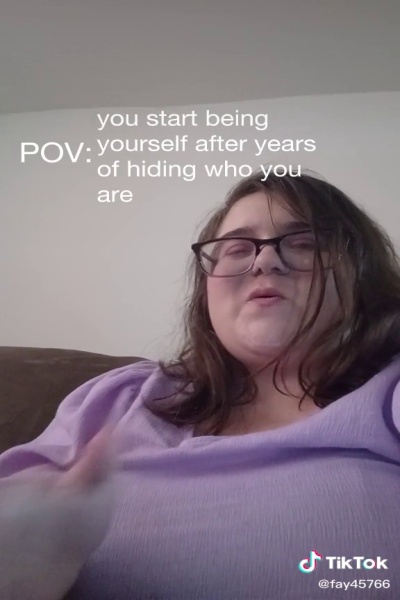 you start being
POV: yourself after years
of hiding who you
are
TikTok
@fay45766